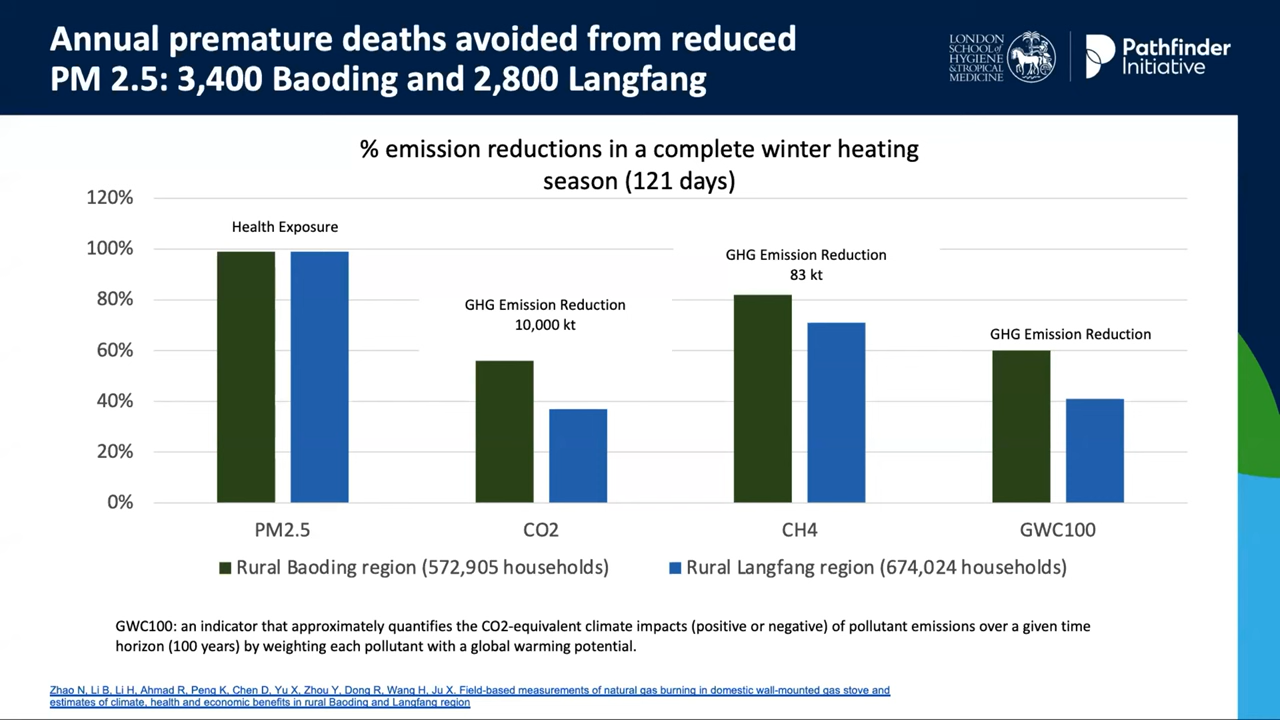 Annual premature deaths avoided from reduced
PM 2.5: 3,400 Baoding and 2,800 Langfang
LONDON
SCHOOL of
HYGIENE
& TROPICAL
MEDICINE
Pathfinder
Initiative
% emission reductions in a complete winter heating
season (121 days)
120%
100%
80%
60%
40%
20%
0%
Health Exposure
GHG Emission Reduction
10,000 kt
GHG Emission Reduction
83 kt
GHG Emission Reduction
PM2.5
CO2
CH4
GWC100
Rural Baoding region (572,905 households)
Rural Langfang region (674,024 households)
GWC100: an indicator that approximately quantifies the CO2-equivalent climate impacts (positive or negative) of pollutant emissions over a given time
horizon (100 years) by weighting each pollutant with a global warming potential.
Zhao N, Li B, Li H, Ahmad R, Peng K, Chen D, Yu X, Zhou Y, Dong R, Wang H, Ju X. Field-based measurements of natural gas burning in domestic wall-mounted gas stove and
estimates of climate, health and economic benefits in rural Baoding and Langfang region